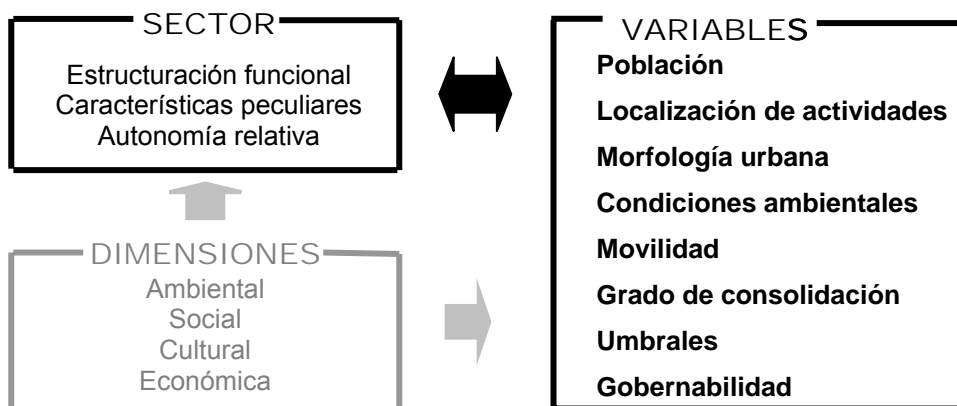 SECTOR
Estructuración funcional
Características peculiares
Autonomía relativa
DIMENSIONES
Ambiental
Social
Cultural
Económica
VARIABLES
Población
Localización de actividades
Morfología urbana
Condiciones ambientales
Movilidad
Grado de consolidación
Umbrales
Gobernabilidad